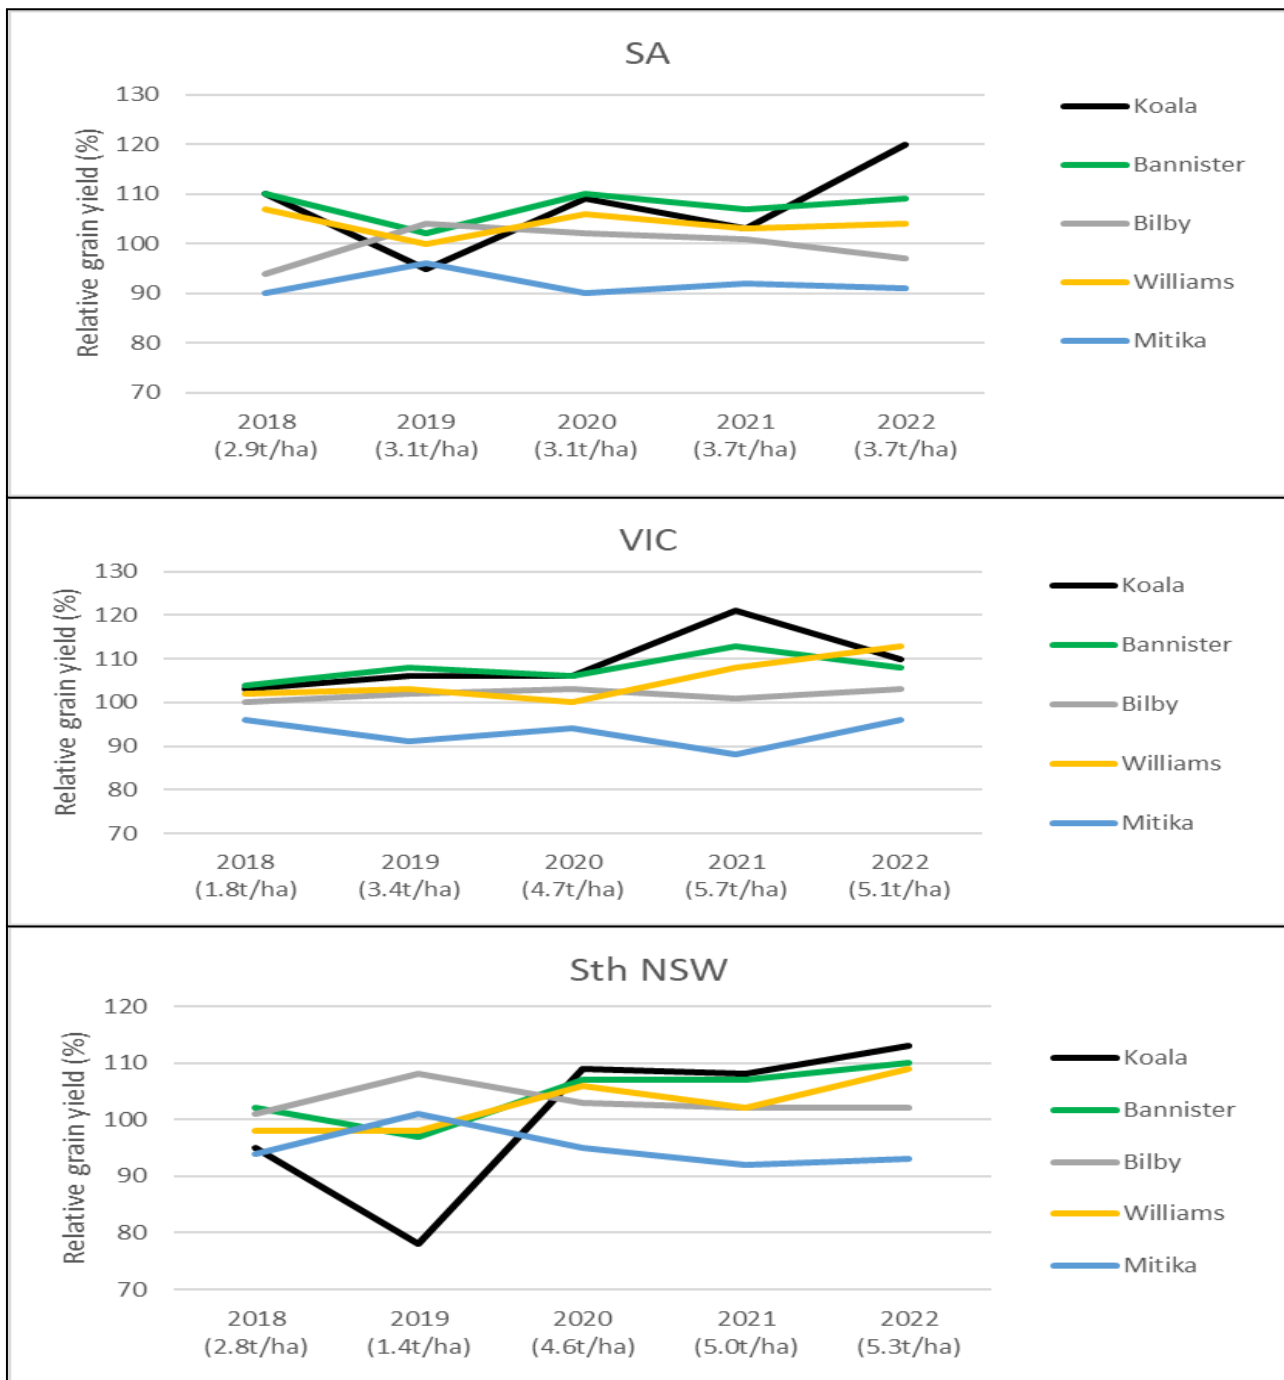 SA
Relative grain yield (%)
130
120
110
100
90
80
70
2018 2019 2020 2021 2022
(2.9t/ha) (3.1t/ha) (3.1t/ha) (3.7t/ha) (3.7t/ha)
Koala
Bannister
Bilby
Williams
Mitika
VIC
Relative grain yield (%)
130
120
110
100
90
80
70
2018 2019 2020 2021 2022
(1.8t/ha) (3.4t/ha) (4.7t/ha) (5.7t/ha) (5.1t/ha)
Koala
Bannister
Bilby
Williams
Mitika
Sth NSW
Relative grain yield (%)
120
110
100
90
80
70
2018 2019 2020 2021 2022
(2.8t/ha) (1.4t/ha) (4.6t/ha) (5.0t/ha) (5.3t/ha)
Koala
Bannister
Bilby
Williams
Mitika